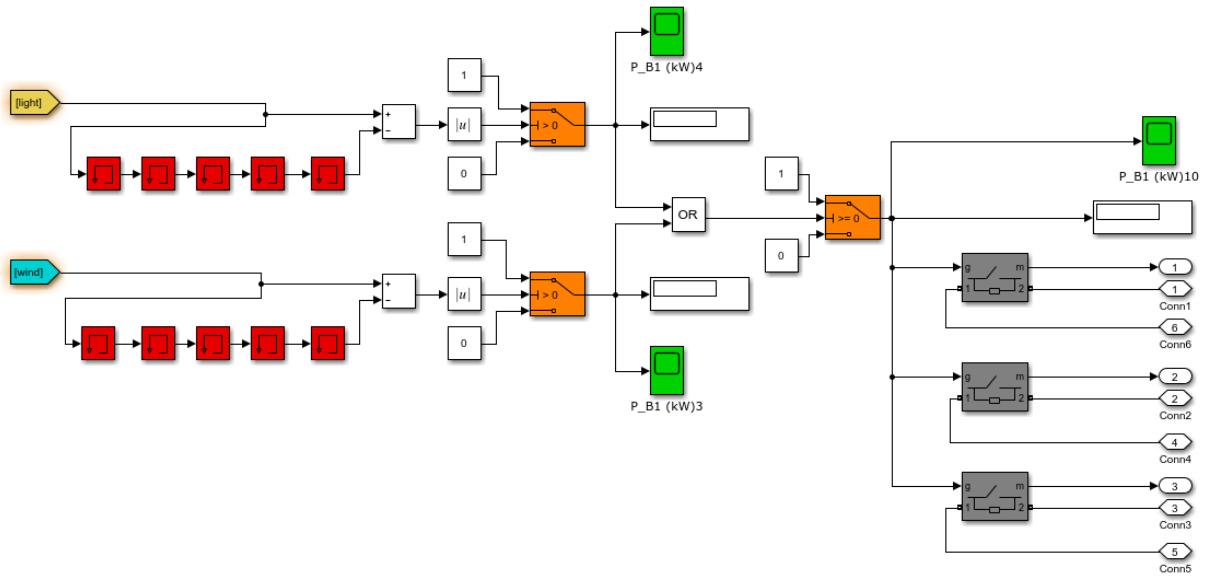 P_B1 (kW)4
1
[light]
+
−
|u|
> 0
0
1
P_B1 (kW)10
OR
>= 0
1
0
[wind]
+
−
|u|
> 0
0
P_B1 (kW)3
g
m
1
1
2
1
Conn1
6
Conn6
g
m
2
1
2
2
Conn2
4
Conn4
g
m
3
1
2
3
Conn3
5
Conn5